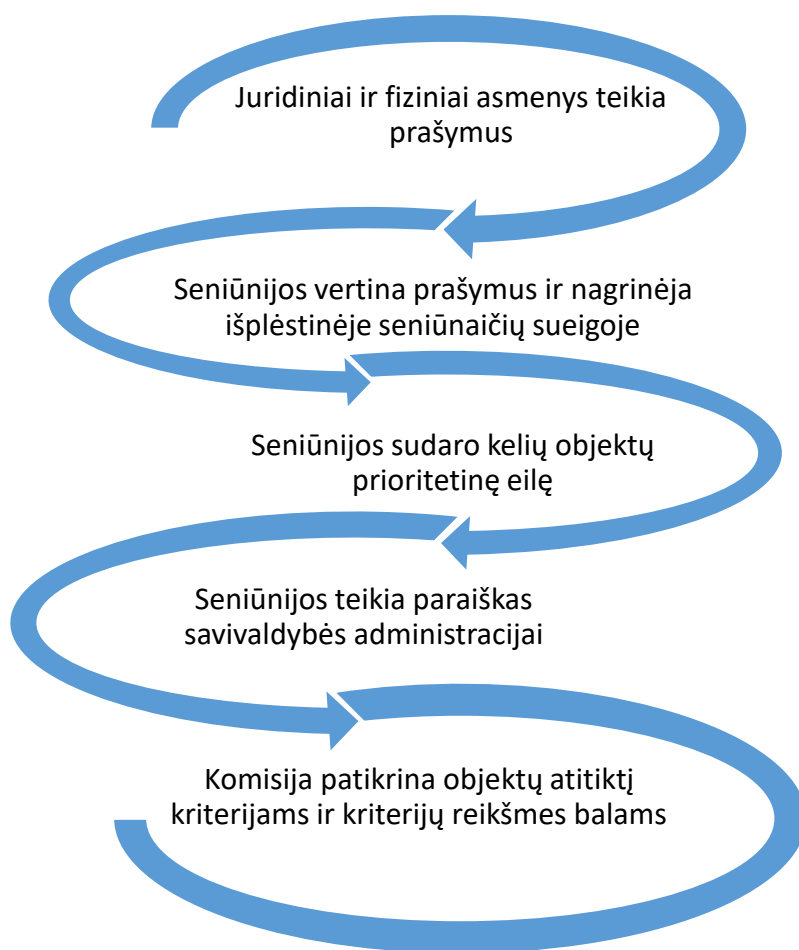 Juridiniai ir fiziniai asmenys teikia
prašymus
Seniūnijos vertina prašymus ir nagrinėja
išplėstinėje seniūnaičių sueigoje
Seniūnijos sudaro kelių objektų
prioritetinę eilę
Seniūnijos teikia paraiškas
savivaldybės administracijai
Komisija patikrina objektų atitiktį
kriterijams ir kriterijų reikšmes balams